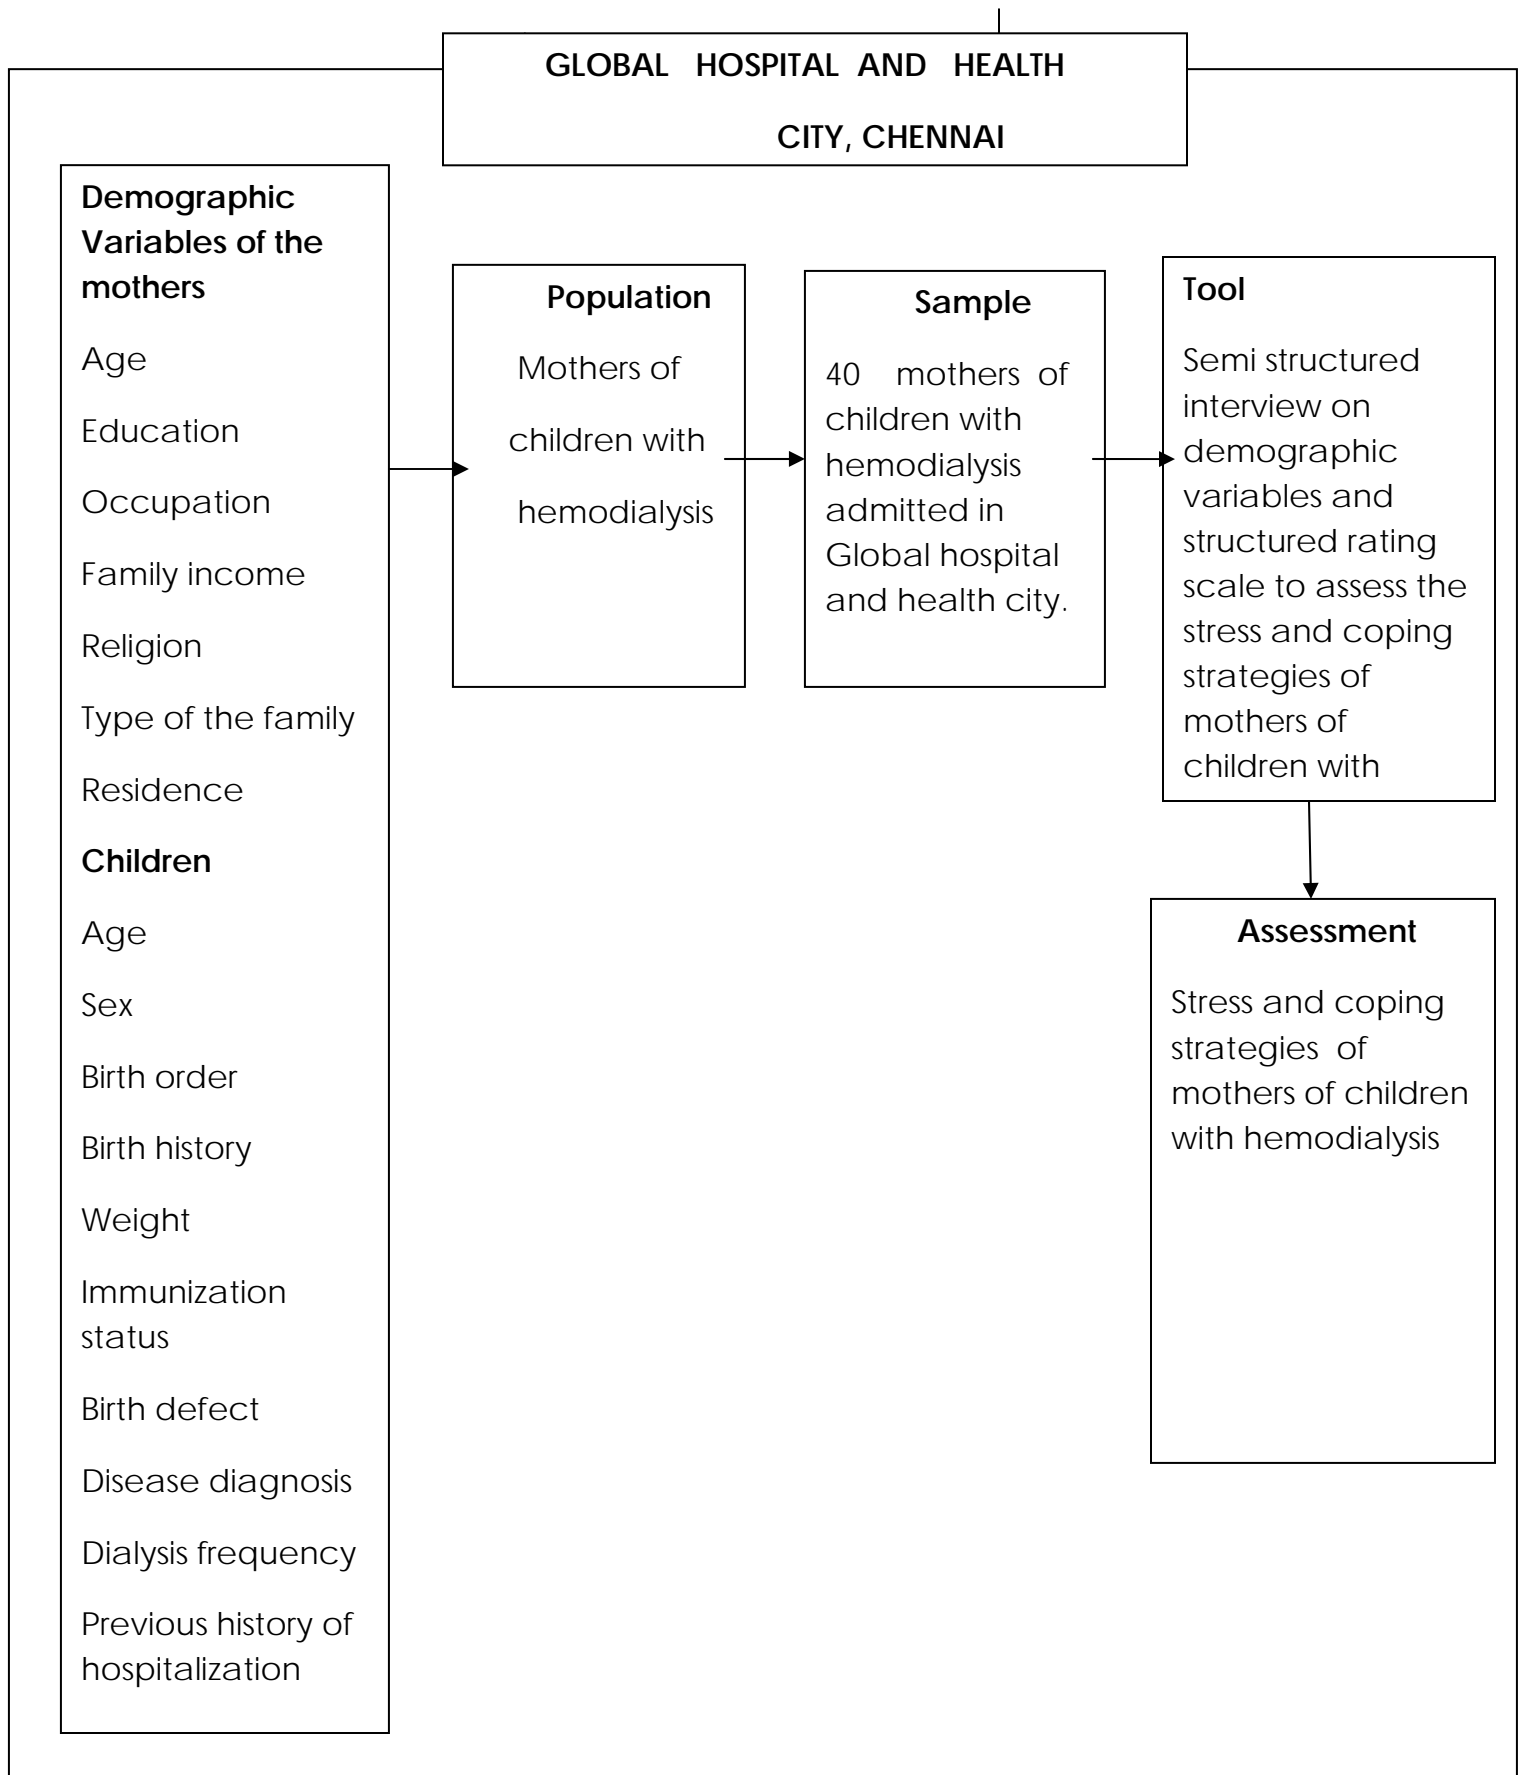 GLOBAL HOSPITAL AND HEALTH
CITY, CHENNAI
Demographic
Variables of the
mothers
Age
Education
Occupation
Family income
Religion
Type of the family
Residence
Children
Age
Sex
Birth order
Birth history
Weight
Immunization
status
Birth defect
Disease diagnosis
Dialysis frequency
Previous history of
hospitalization
Population
Mothers of
children with
hemodialysis
Sample
40 mothers of
children with
hemodialysis
admitted in
Global hospital
and health city.
Tool
Semi structured
interview on
demographic
variables and
structured rating
scale to assess the
stress and coping
strategies of
mothers of
children with
Assessment
Stress and coping
strategies of
mothers of children
with hemodialysis